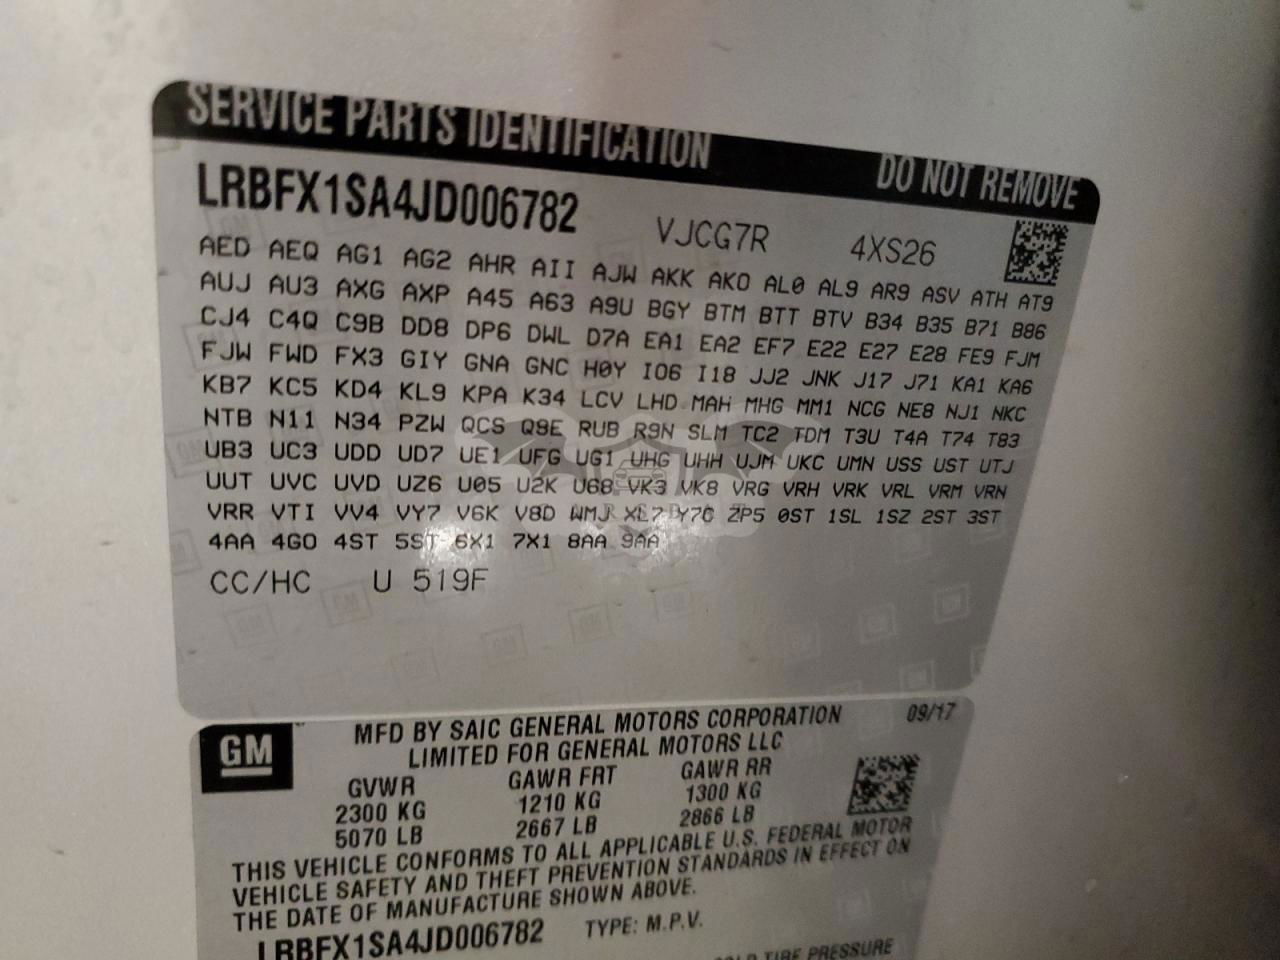 SERVICE PARTS IDENTIFICATION DO NOT REMOVE
LRBFX1SA4JD006782 VJCG7R 4XS26
AED AEQ AG1 AG2 AHR AII AJW AKK AKO AL0 AL9 AR9 ASV ATH AT9
AUJ AU3 AXG AXP A45 A63 A9U BGY BTM BTT BTV B34 B35 B71 B86
CJ4 C4Q C9B DD8 DP6 DWL D7A EA1 EA2 EF7 E22 E27 E28 FE9 FJM
FJW FWD FX3 GIY GNA GNC H0Y IO6 I18 JJ2 JNK J17 J71 KA1 KA6
KB7 KC5 KD4 KL9 KPA K34 LCV LHD MAH MHG MM1 NCG NE8 NJ1 NKC
NTB N11 N34 PZW QCS Q8E RUB R9N SLM TC2 TDM T3U T4A T74 T83
UB3 UC3 UDD UD7 UE1 UFG UG1 UHG UHH UJM UKC UMN USS UST UTJ
UUT UVC UVD UZ6 U05 U2K U68 VK3 VK8 VRG VRH VRK VRL VRM VRN
VRR VTI VV4 VY7 V6K V8D WMJ XL7 Y7C ZP5 0ST 1SL 1SZ 2ST 3ST
4AA 4GO 4ST 5ST 6X1 7X1 8AA 9AA
CC/HC U 519F
GM
MFD BY SAIC GENERAL MOTORS CORPORATION 09/17
LIMITED FOR GENERAL MOTORS LLC
GVWR GAWR FRT GAWR RR
2300 KG 1210 KG 1300 KG
5070 LB 2667 LB 2866 LB
THIS VEHICLE CONFORMS TO ALL APPLICABLE U.S. FEDERAL MOTOR
VEHICLE SAFETY AND THEFT PREVENTION STANDARDS IN EFFECT ON
THE DATE OF MANUFACTURE SHOWN ABOVE.
LRBFX1SA4JD006782 TYPE: M.P.V.
COLD TIRE PRESSURE